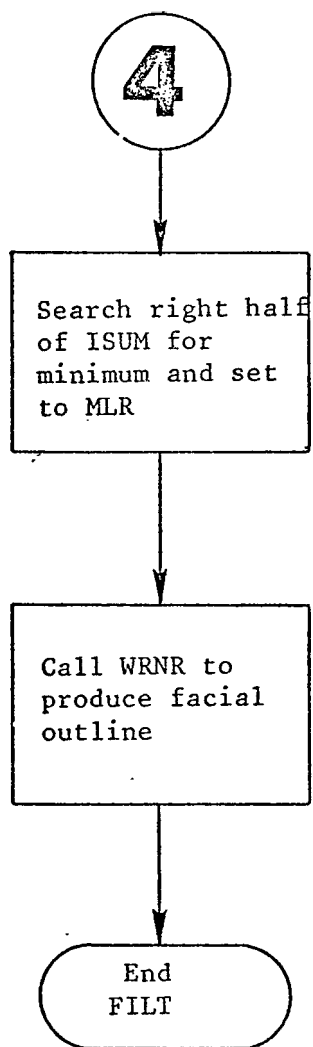 4
Search right half
of ISUM for
minimum and set
to MLR
Call WRNR to
produce facial
outline
End
FILT